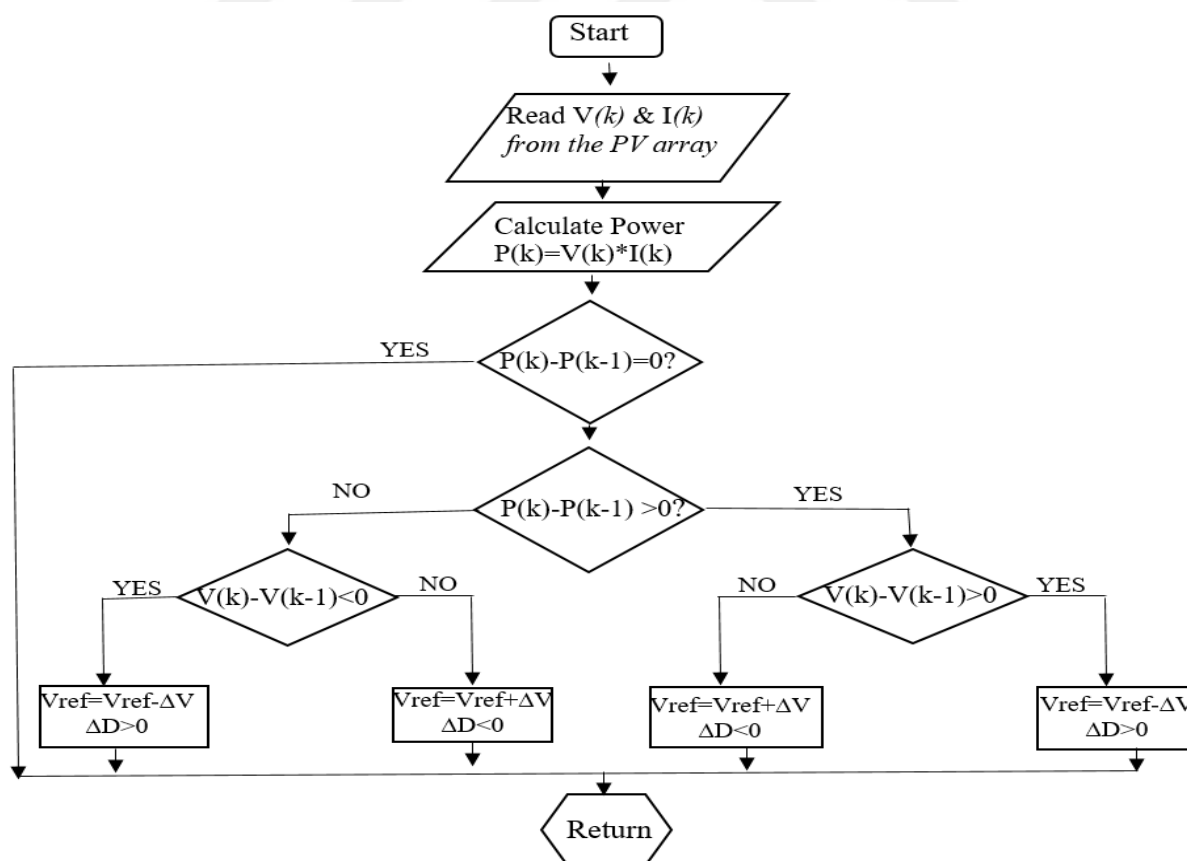 Start
Read V(k) & I(k)
from the PV array
Calculate Power
P(k)=V(k)*I(k)
YES
P(k)-P(k-1)=0?
NO
P(k)-P(k-1) >0?
YES
YES
V(k)-V(k-1)<0
NO
NO
V(k)-V(k-1)>0
YES
Vref=Vref-ΔV
ΔD>0
Vref=Vref+ΔV
ΔD<0
Vref=Vref+ΔV
ΔD<0
Vref=Vref-ΔV
ΔD>0
Return